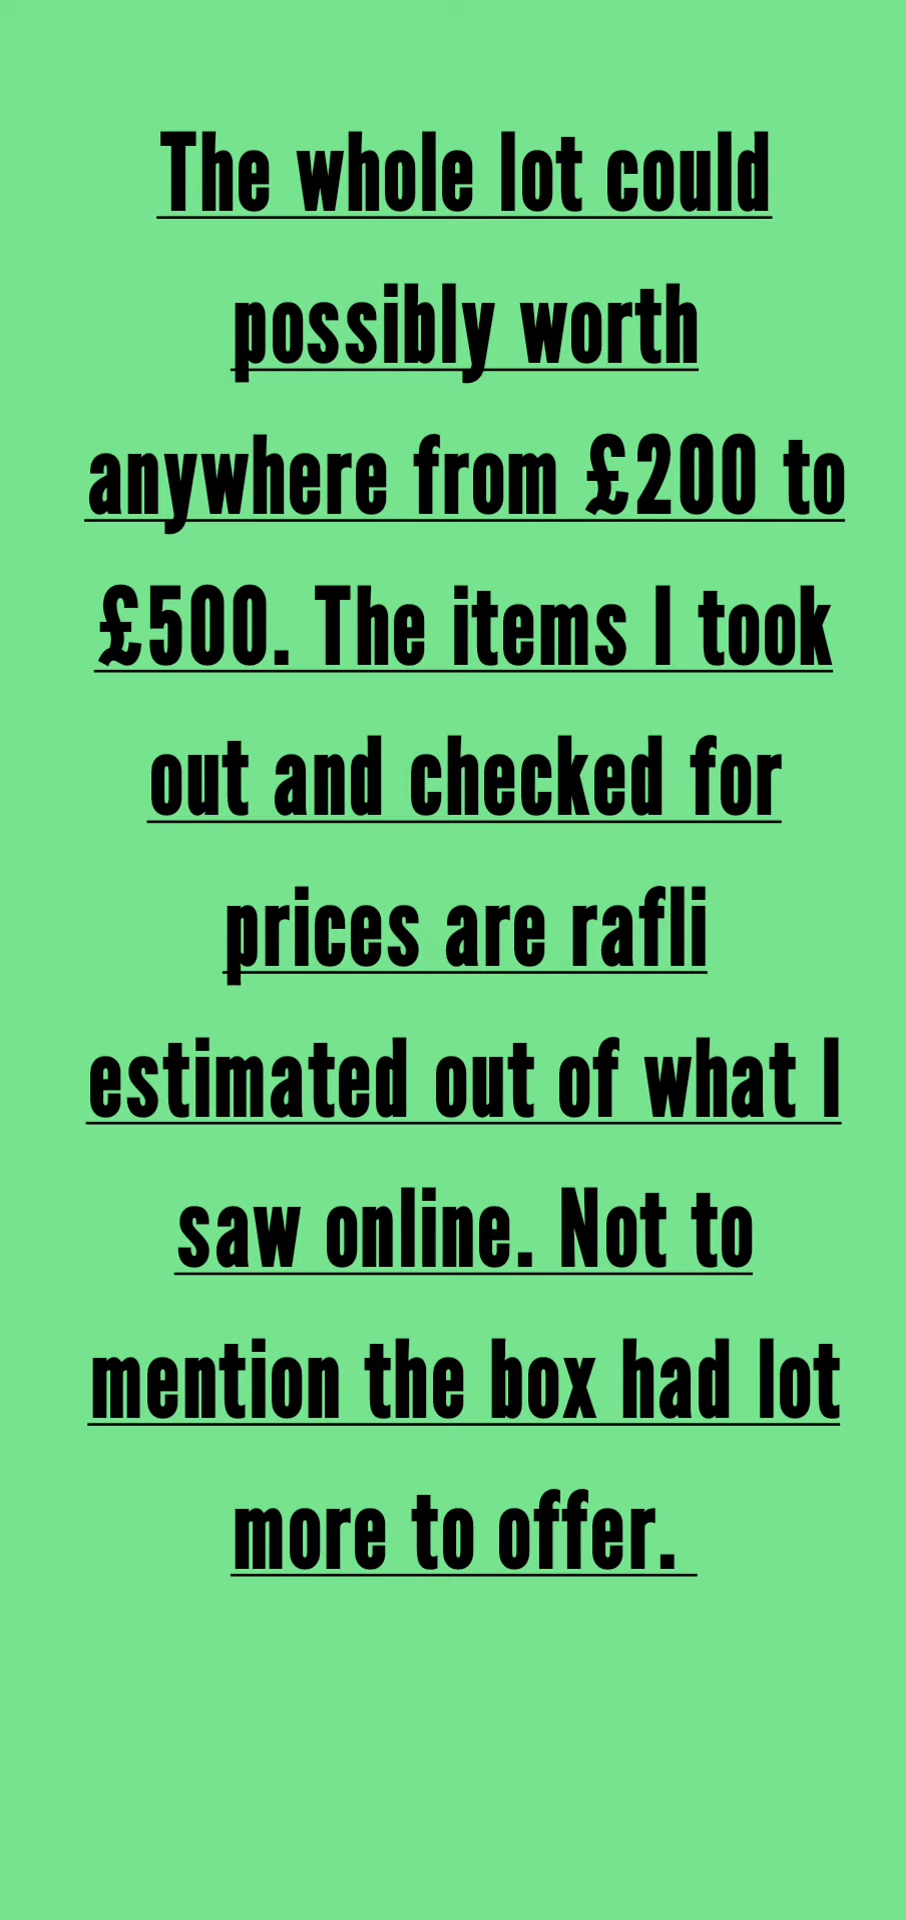 The whole lot could
possibly worth
anywhere from £200 to
£500. The items I took
out and checked for
prices are rafli
estimated out of what I
saw online. Not to
mention the box had lot
more to offer.